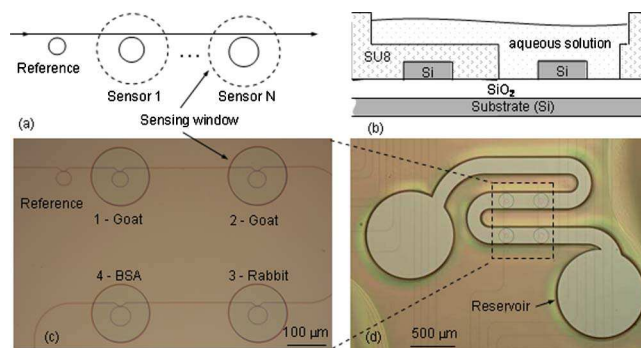 Reference
Sensor 1
...
Sensor N
Sensing window
(a)
SU8
aqueous solution
Si
Si
SiO2
Substrate (Si)
(b)
Reference
1 - Goat
2 - Goat
4 - BSA
3 - Rabbit
(c)
100 µm
Reservoir
500 µm
(d)